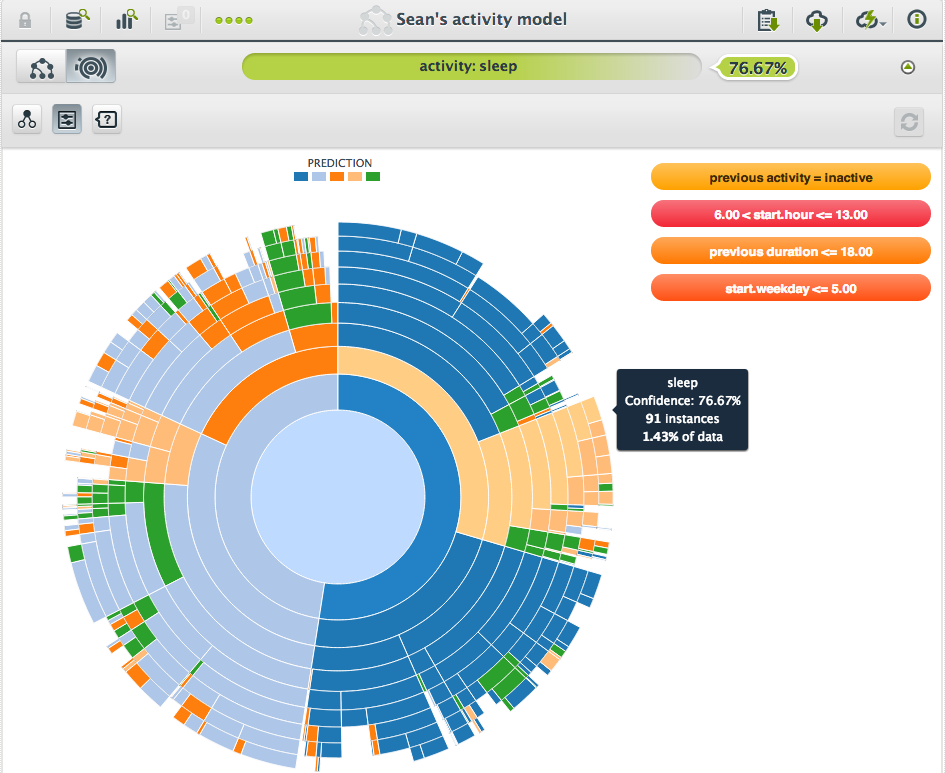 0
Sean's activity model
activity: sleep
76.67%
?
PREDICTION
previous activity = inactive
6.00 < start.hour <= 13.00
previous duration <= 18.00
start.weekday <= 5.00
sleep
Confidence: 76.67%
91 instances
1.43% of data